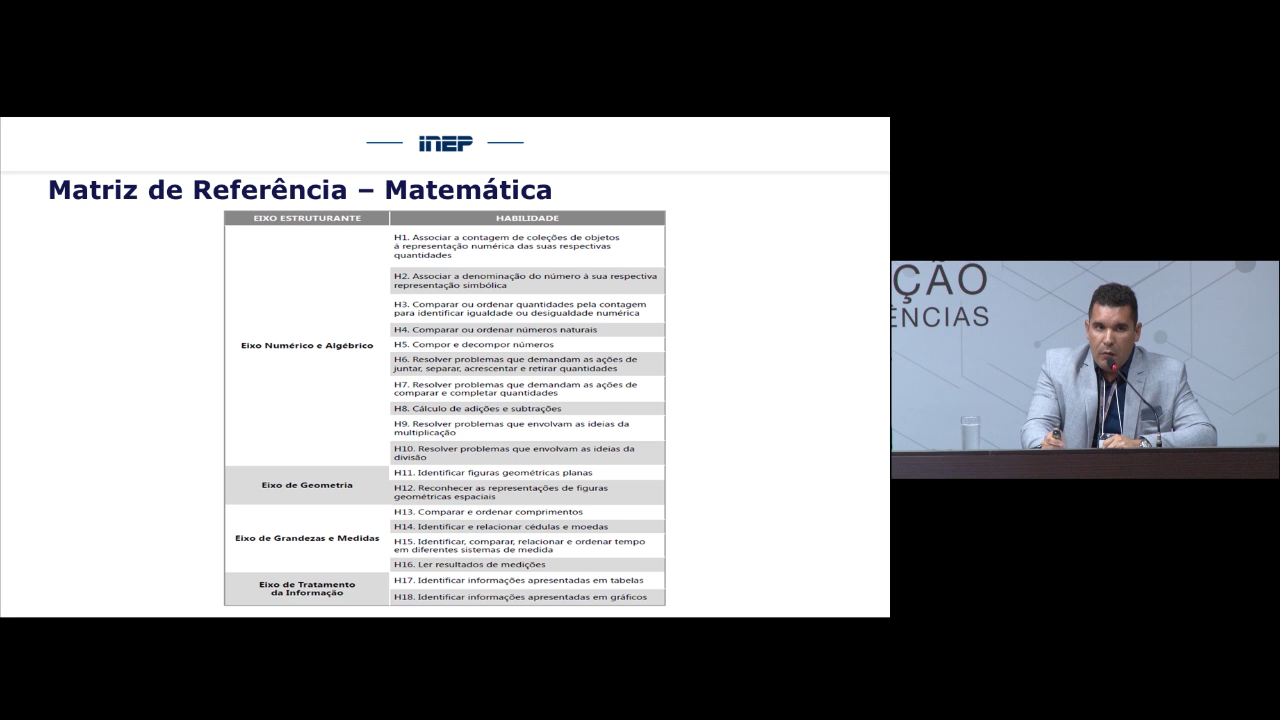 INEP
Matriz de Referência – Matemática
EIXO ESTRUTURANTE
HABILIDADE
Eixo Numérico e Algébrico
H1. Associar a contagem de coleções de objetos
à representação numérica das suas respectivas
quantidades
H2. Associar a denominação do número à sua respectiva
representação simbólica
H3. Comparar ou ordenar quantidades pela contagem
para identificar igualdade ou desigualdade numérica
H4. Comparar ou ordenar números naturais
H5. Compor e decompor números
H6. Resolver problemas que demandam as ações de
juntar, separar, acrescentar e retirar quantidades
H7. Resolver problemas que demandam as ações de
comparar e completar quantidades
H8. Cálculo de adições e subtrações
H9. Resolver problemas que envolvam as ideias da
multiplicação
H10. Resolver problemas que envolvam as ideias da
divisão
Eixo de Geometria
H11. Identificar figuras geométricas planas
H12. Reconhecer as representações de figuras
geométricas espaciais
Eixo de Grandezas e Medidas
H13. Comparar e ordenar comprimentos
H14. Identificar e relacionar cédulas e moedas
H15. Identificar, comparar, relacionar e ordenar tempo
em diferentes sistemas de medida
H16. Ler resultados de medições
Eixo de Tratamento
da Informação
H17. Identificar informações apresentadas em tabelas
H18. Identificar informações apresentadas em gráficos
ÇÃO
ÊNCIAS